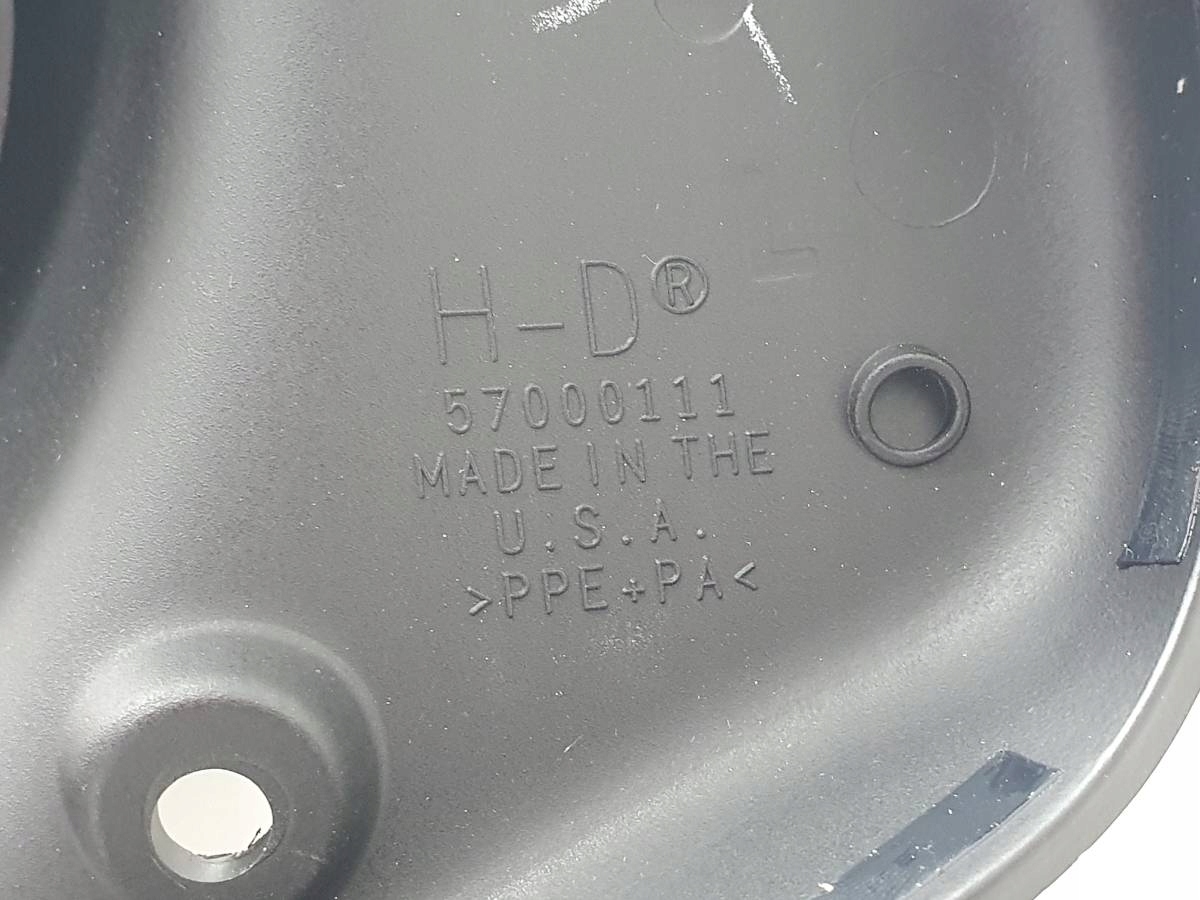 H-D®
57000111
MADE IN THE
U.S.A.
>PPE+PA<